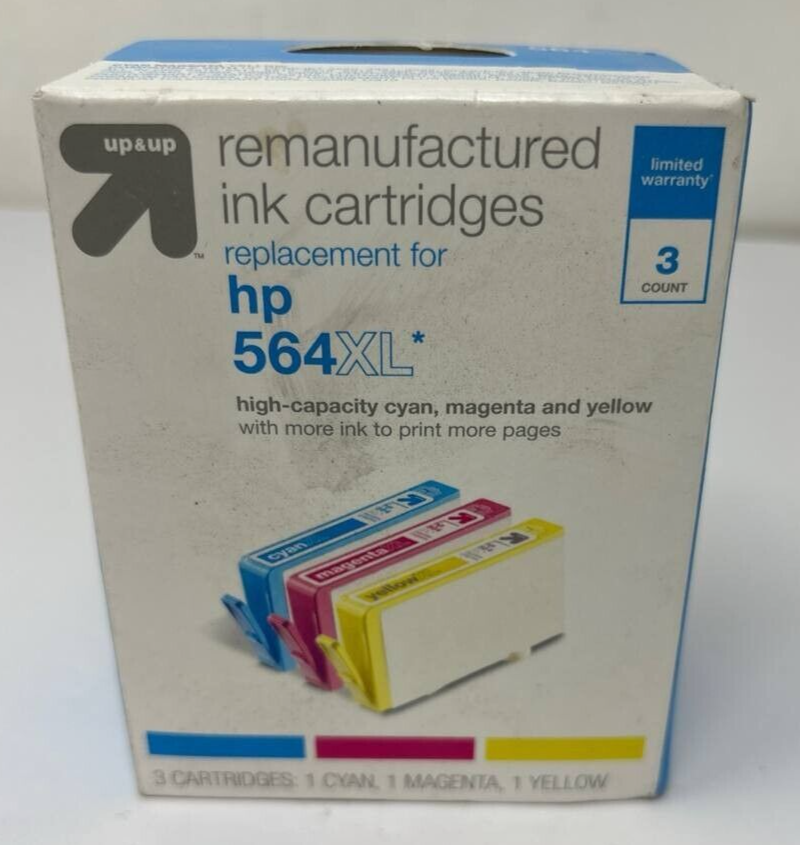 up&up
remanufactured
ink cartridges
replacement for
hp
564XL*
limited
warranty*
3
COUNT
high-capacity cyan, magenta and yellow
with more ink to print more pages
cyan
magenta
yellow
3 CARTRIDGES: 1 CYAN, 1 MAGENTA, 1 YELLOW